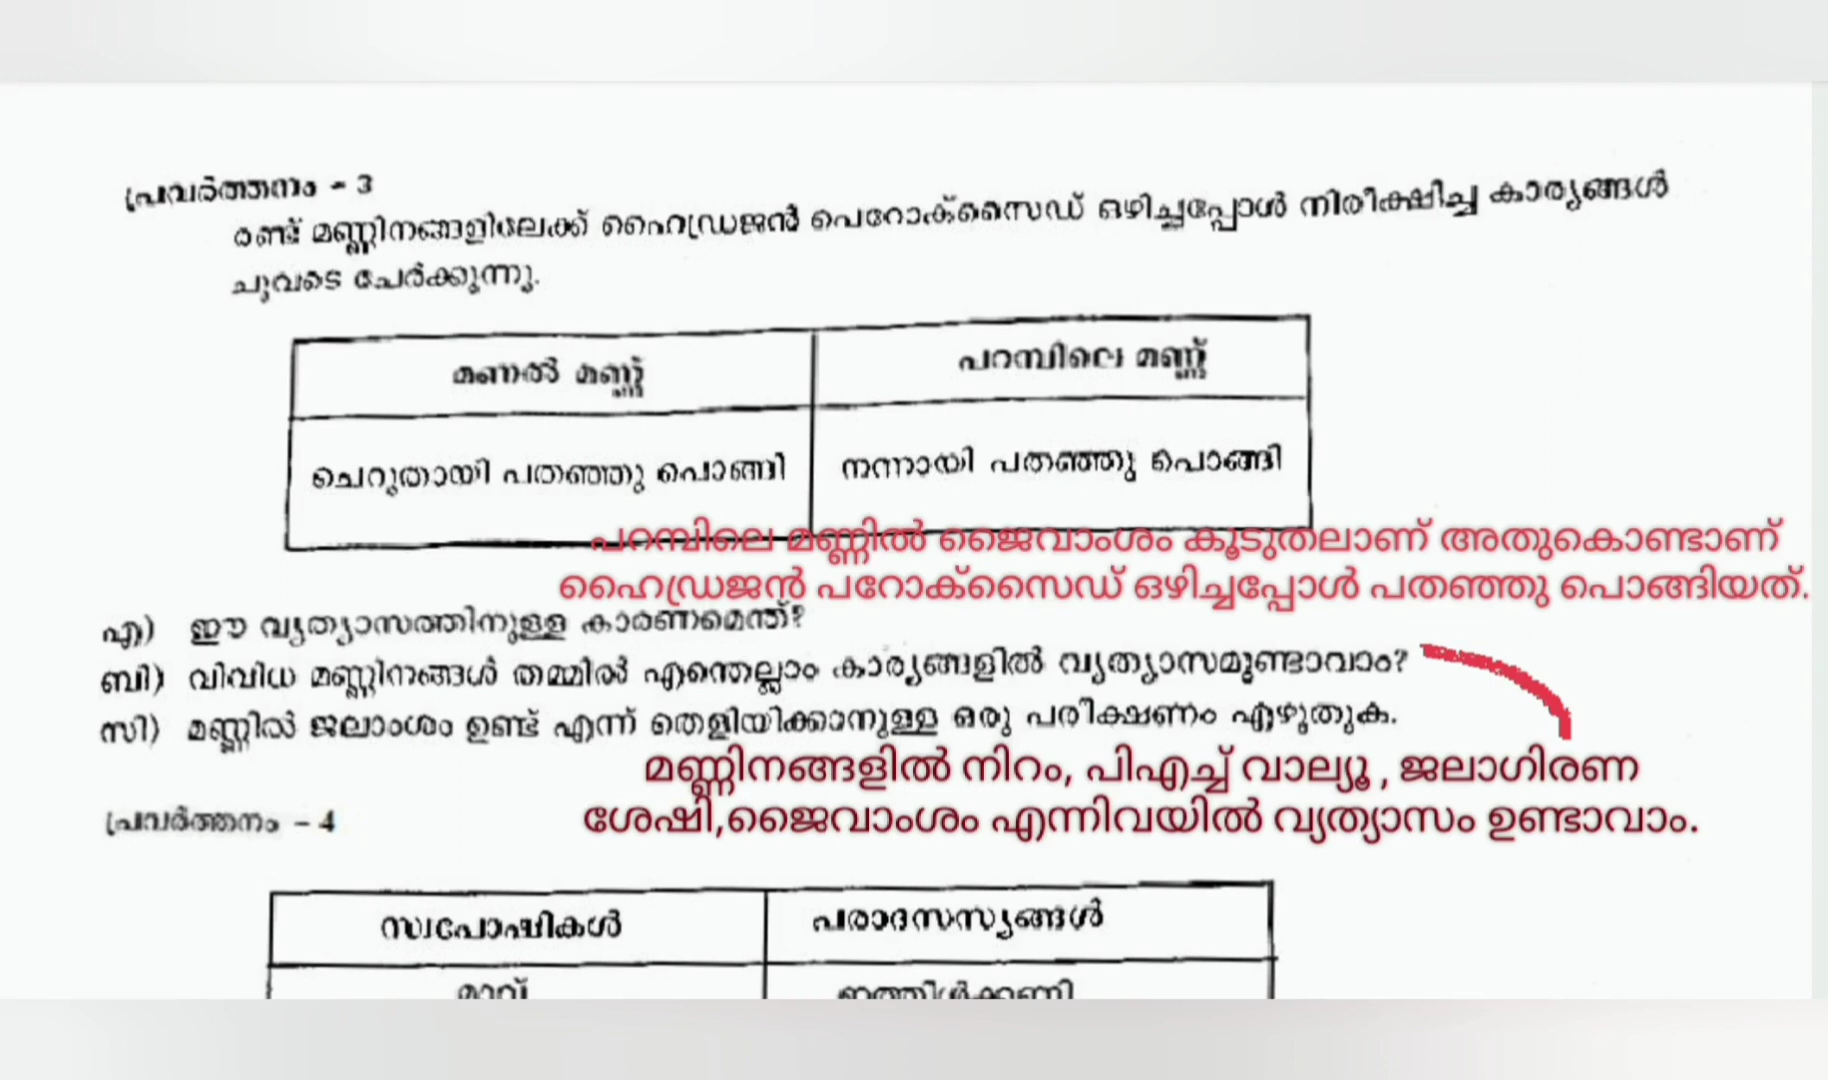 പ്രവർത്തനം - 3
രണ്ട് മണ്ണിനങ്ങളിലേക്ക് ഹൈഡ്രജൻ പെറോക്സൈഡ് ഒഴിച്ചപ്പോൾ നിരീക്ഷിച്ച കാര്യങ്ങൾ
ചുവടെ ചേർക്കുന്നു.
മണൽ മണ്ണ് പറമ്പിലെ മണ്ണ്
ചെറുതായി പതഞ്ഞു പൊങ്ങി നന്നായി പതഞ്ഞു പൊങ്ങി
പറമ്പിലെ മണ്ണിൽ ജൈവാംശം കൂടുതലാണ് അതുകൊണ്ടാണ്
ഹൈഡ്രജൻ പറോക്സൈഡ് ഒഴിച്ചപ്പോൾ പതഞ്ഞു പൊങ്ങിയത്.
എ) ഈ വ്യത്യാസത്തിനുള്ള കാരണമെന്ത്?
ബി) വിവിധ മണ്ണിനങ്ങൾ തമ്മിൽ എന്തെല്ലാം കാര്യങ്ങളിൽ വ്യത്യാസമുണ്ടാവാം?
സി) മണ്ണിൽ ജലാംശം ഉണ്ട് എന്ന് തെളിയിക്കാനുള്ള ഒരു പരീക്ഷണം എഴുതുക.
മണ്ണിനങ്ങളിൽ നിറം, പിഎച്ച് വാല്യൂ , ജലാഗിരണ
ശേഷി,ജൈവാംശം എന്നിവയിൽ വ്യത്യാസം ഉണ്ടാവാം.
പ്രവർത്തനം - 4
സ്വപോഷികൾ പരാദസസ്യങ്ങൾ
മാവ് ഇത്തിൾക്കണ്ണി